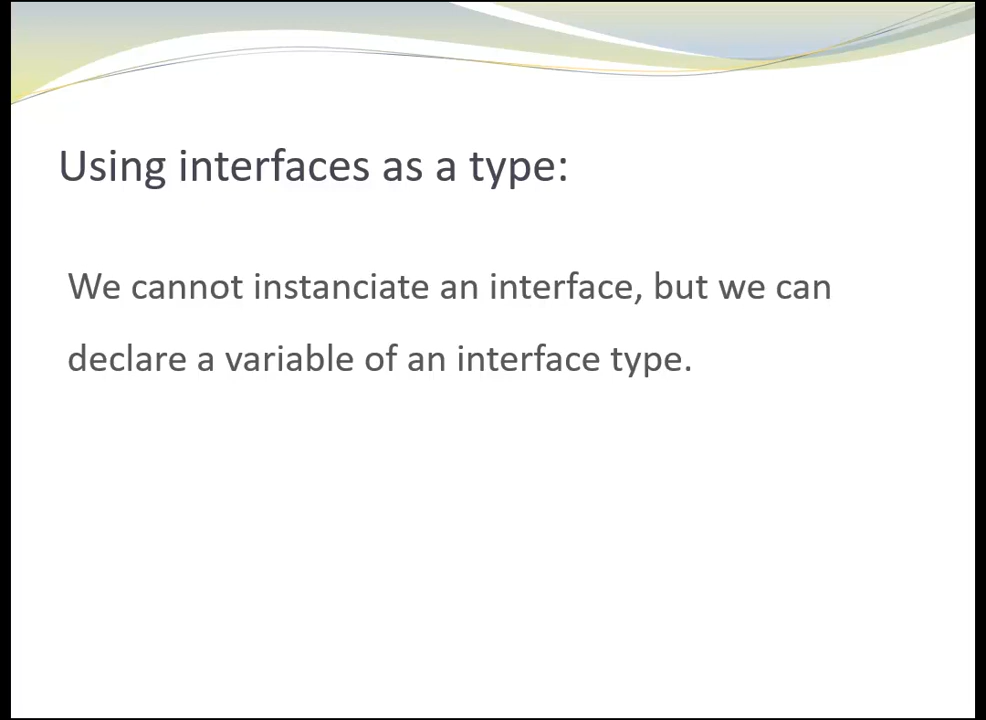 Using interfaces as a type:
We cannot instanciate an interface, but we can
declare a variable of an interface type.